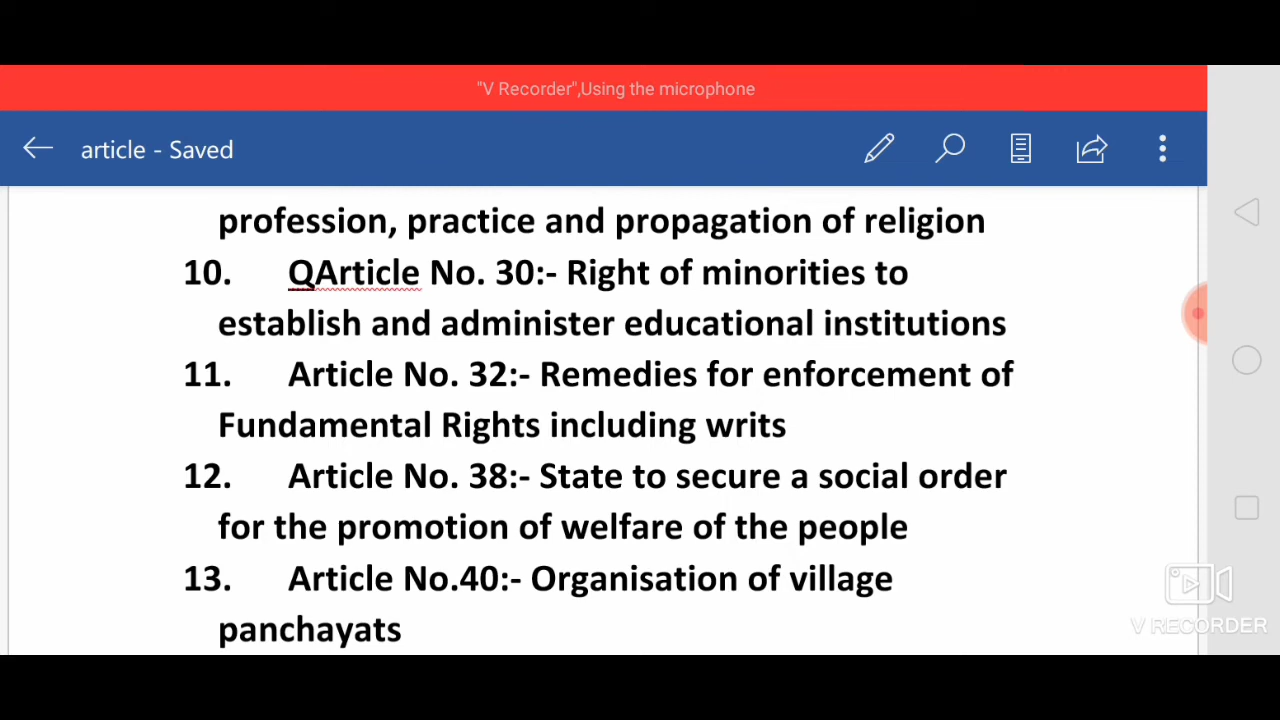 "V Recorder",Using the microphone
article - Saved
profession, practice and propagation of religion
10. QArticle No. 30:- Right of minorities to
establish and administer educational institutions
11. Article No. 32:- Remedies for enforcement of
Fundamental Rights including writs
12. Article No. 38:- State to secure a social order
for the promotion of welfare of the people
13. Article No.40:- Organisation of village
panchayats
V RECORDER